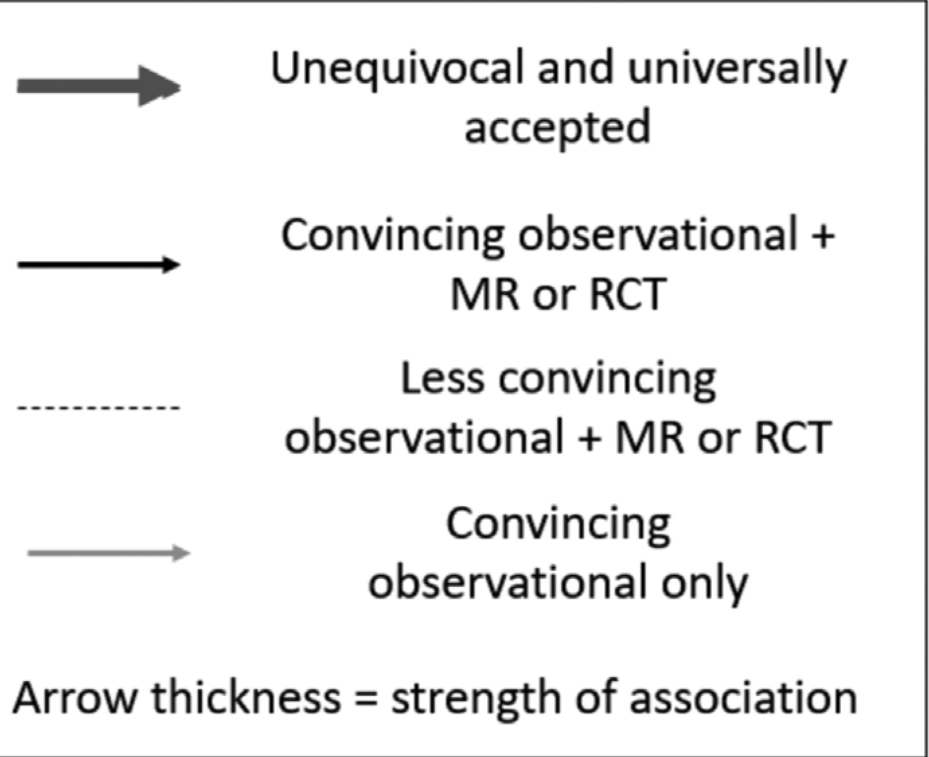 Unequivocal and universally
accepted
Convincing observational +
MR or RCT
Less convincing
observational + MR or RCT
Convincing
observational only
Arrow thickness = strength of association